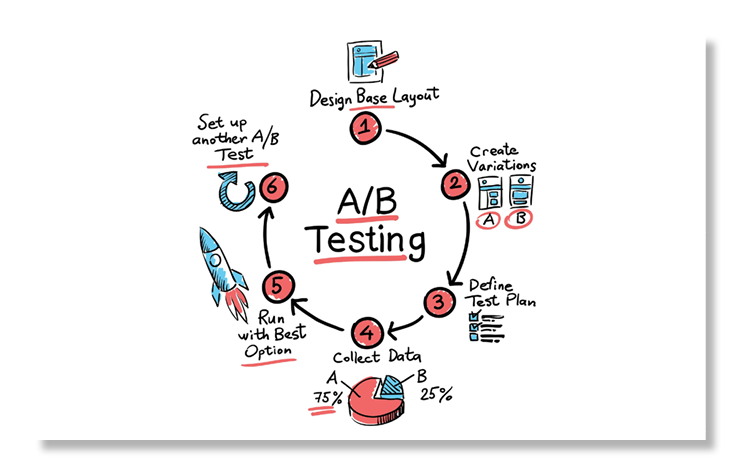 Design Base Layout
1
Create
Variations
2
A B
Define
Test Plan
3
4
Collect Data
A B
75% 25%
5
Run
with Best
Option
Set up
another A/B
Test
6
A/B
Testing